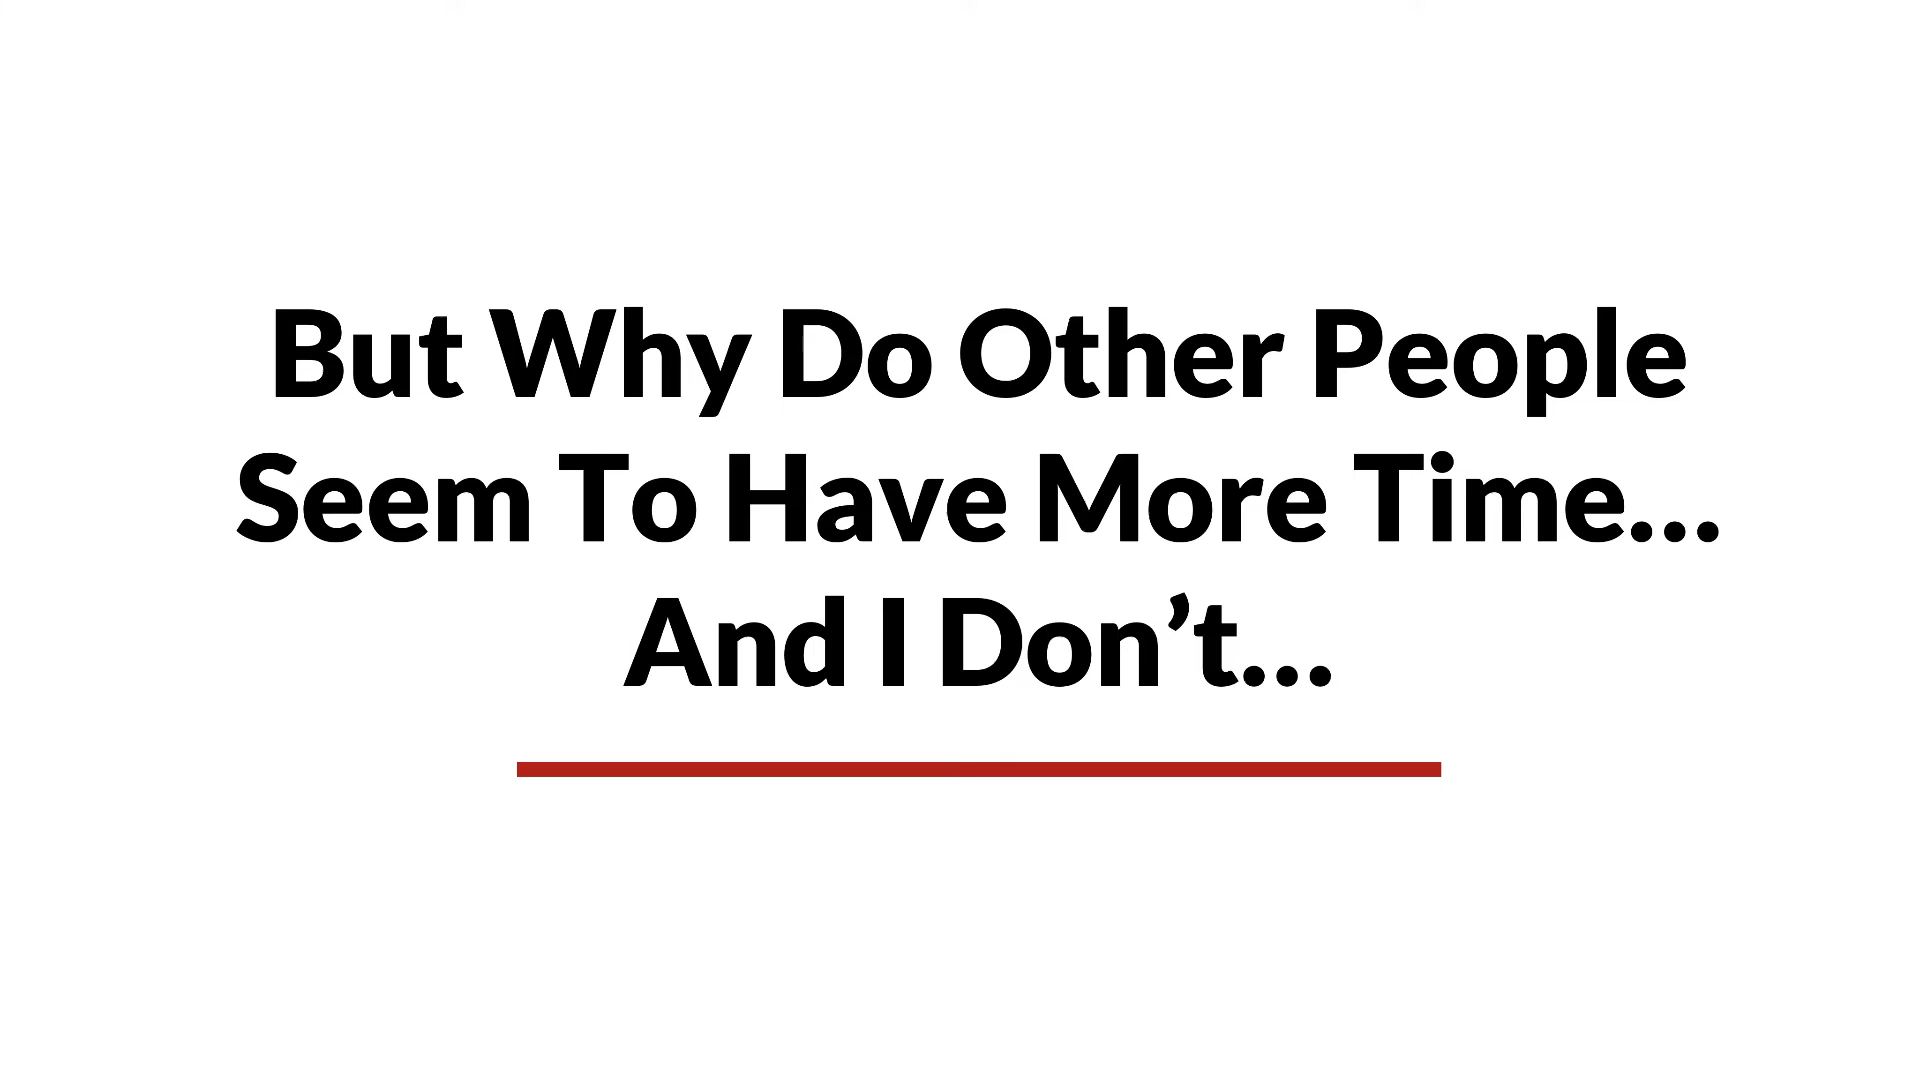 But Why Do Other People
Seem To Have More Time...
And I Don’t...